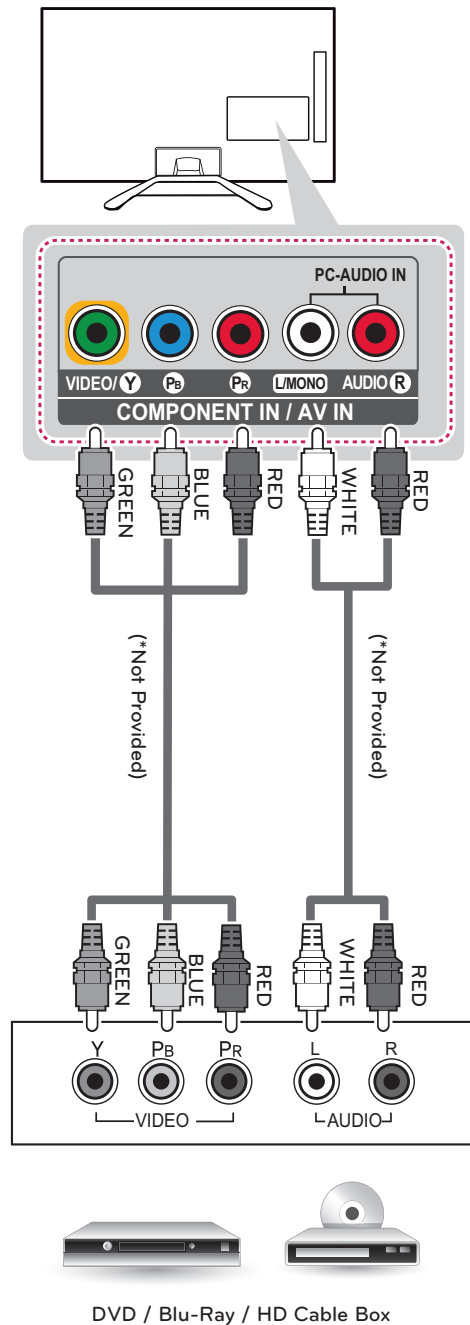 PC-AUDIO IN
VIDEO/ Y PB PR L/MONO AUDIO R
COMPONENT IN / AV IN
GREEN
BLUE
RED
WHITE
RED
(*Not Provided)
(*Not Provided)
GREEN
BLUE
RED
WHITE
RED
Y PB PR L R
VIDEO AUDIO
DVD / Blu-Ray / HD Cable Box